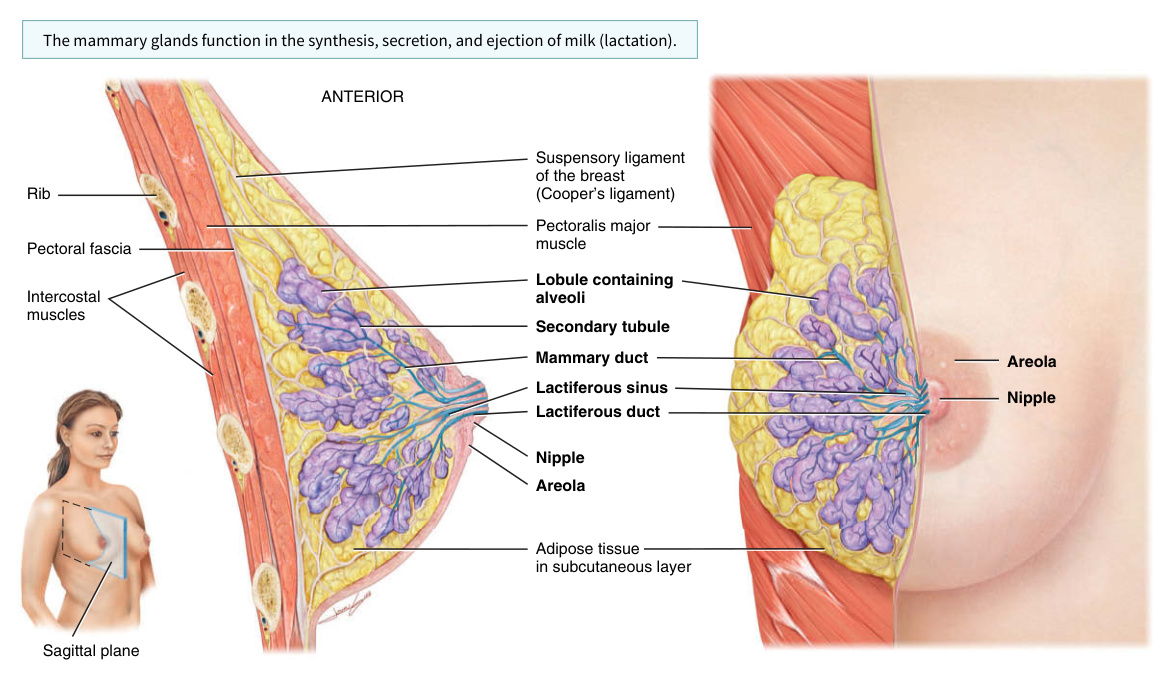 The mammary glands function in the synthesis, secretion, and ejection of milk (lactation).
ANTERIOR
Suspensory ligament
of the breast
(Cooper's ligament)
Rib
Pectoralis major
muscle
Pectoral fascia
Lobule containing
alveoli
Intercostal
muscles
Secondary tubule
Mammary duct
Areola
Lactiferous sinus
Nipple
Lactiferous duct
Nipple
Areola
Adipose tissue
in subcutaneous layer
Sagittal plane